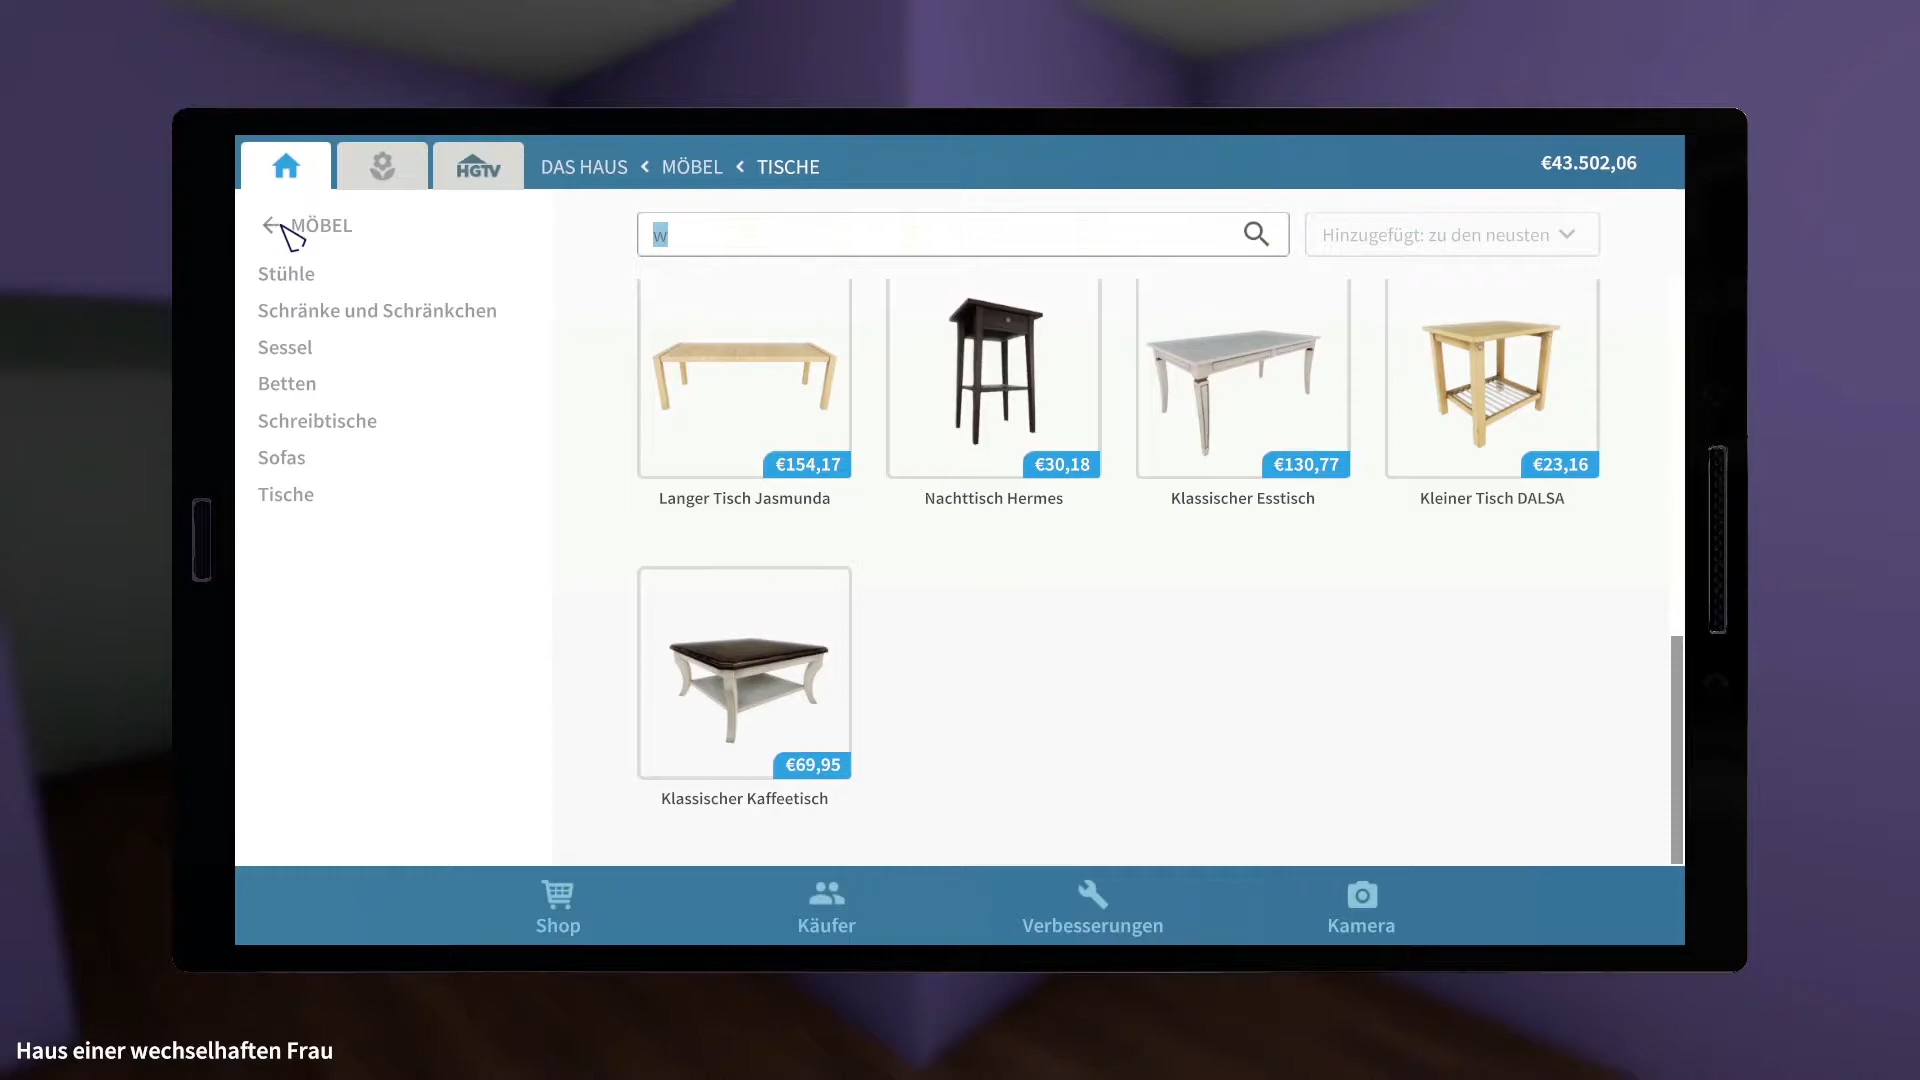 HGTV
DAS HAUS < MÖBEL < TISCHE
€43.502,06
MÖBEL
w
Hinzugefügt: zu den neusten
Stühle
Schränke und Schränkchen
Sessel
Betten
Schreibtische
Sofas
Tische
€154,17
€30,18
€130,77
€23,16
Langer Tisch Jasmunda
Nachttisch Hermes
Klassischer Esstisch
Kleiner Tisch DALSA
€69,95
Klassischer Kaffeetisch
Shop
Käufer
Verbesserungen
Kamera
Haus einer wechselhaften Frau